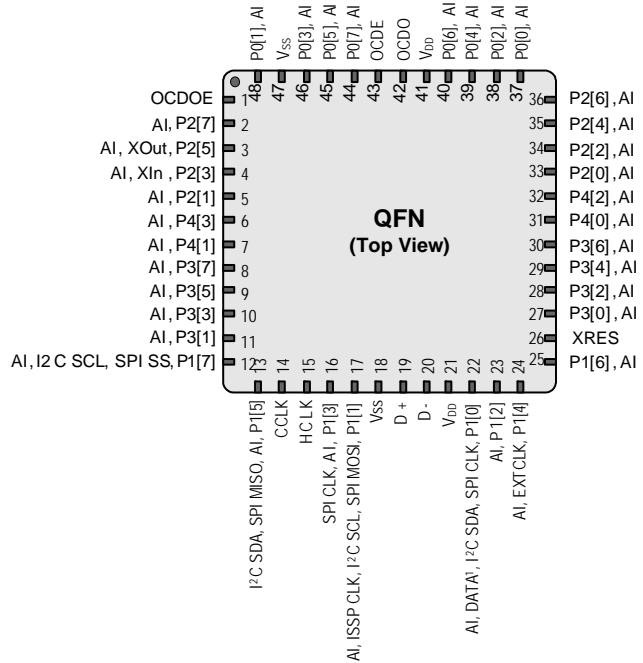 P0[1], AI
Vss
P0[3], AI
P0[5], AI
P0[7], AI
OCDE
OCDO
VDD
P0[6], AI
P0[4], AI
P0[2], AI
P0[0], AI
48
47
46
45
44
43
42
41
40
39
38
37
OCDOE 1
AI, P2[7] 2
AI, XOut, P2[5] 3
AI, XIn, P2[3] 4
AI, P2[1] 5
AI, P4[3] 6
AI, P4[1] 7
AI, P3[7] 8
AI, P3[5] 9
AI, P3[3] 10
AI, P3[1] 11
AI, I2C SCL, SPI SS, P1[7] 12
QFN
(Top View)
36 P2[6], AI
35 P2[4], AI
34 P2[2], AI
33 P2[0], AI
32 P4[2], AI
31 P4[0], AI
30 P3[6], AI
29 P3[4], AI
28 P3[2], AI
27 P3[0], AI
26 XRES
25 P1[6], AI
13
14
15
16
17
18
19
20
21
22
23
24
I²C SDA, SPI MISO, AI, P1[5]
CCLK
HCLK
SPI CLK, AI, P1[3]
AI, ISSP CLK, I²C SCL, SPI MOSI, P1[1]
Vss
D+
D-
VDD
AI, DATA¹, I²C SDA, SPI CLK, P1[0]
AI, P1[2]
AI, EXTCLK, P1[4]